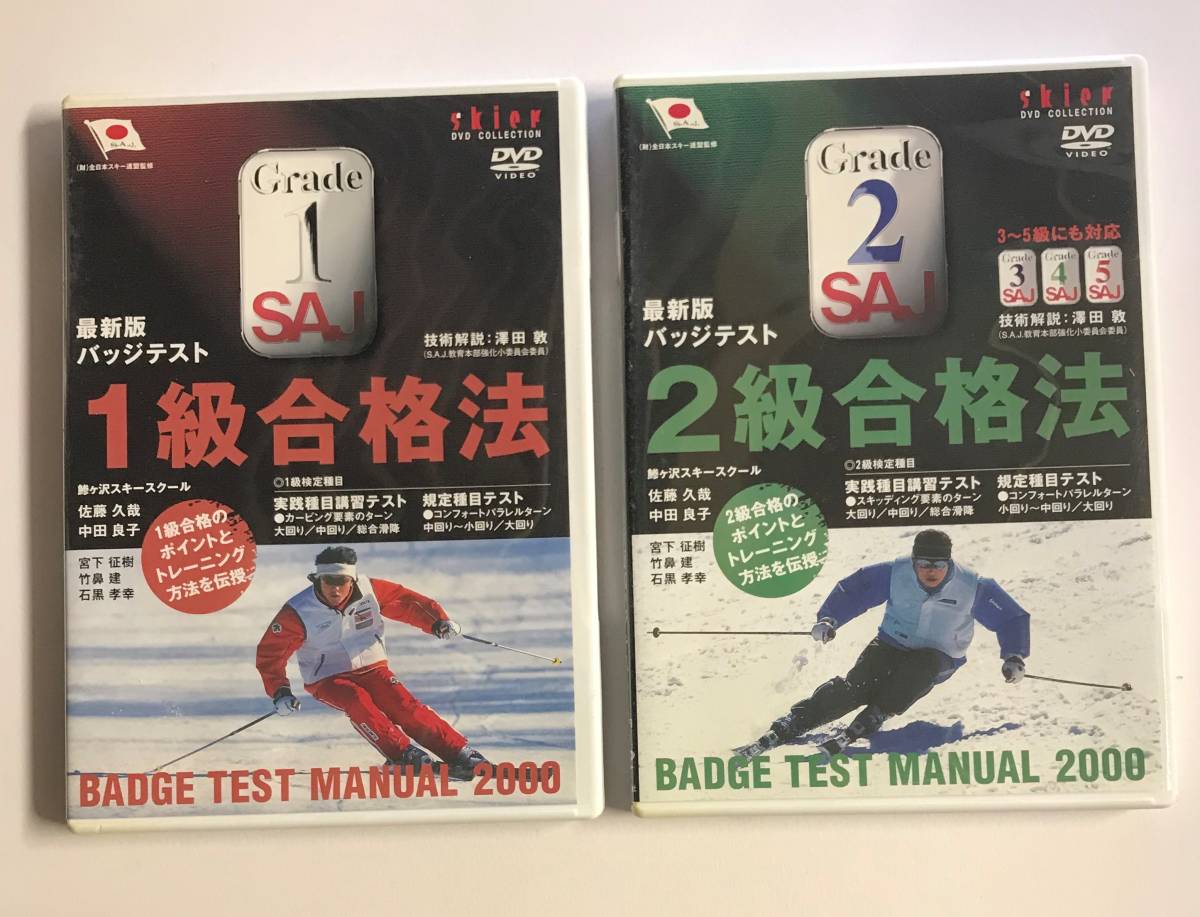 S.A.J.
(財)全日本スキー連盟監修
skier
DVD COLLECTION
DVD
VIDEO
Grade
1
SAJ
最新版
バッジテスト
技術解説：澤田 敦
(S.A.J.教育本部強化小委員会委員)
1級合格法
鰺ヶ沢スキースクール
佐藤 久哉
中田 良子
宮下 征樹
竹鼻 建
石黒 孝幸
◎1級検定種目
実践種目講習テスト
●カービング要素のターン
大回り/中回り/総合滑降
規定種目テスト
●コンフォートパラレルターン
中回り〜小回り/大回り
1級合格の
ポイントと
トレーニング
方法を伝授
BADGE TEST MANUAL 2000
S.A.J.
(財)全日本スキー連盟監修
skier
DVD COLLECTION
DVD
VIDEO
Grade
2
SAJ
3〜5級にも対応
Grade
3
SAJ
Grade
4
SAJ
Grade
5
SAJ
最新版
バッジテスト
技術解説：澤田 敦
(S.A.J.教育本部強化小委員会委員)
2級合格法
鰺ヶ沢スキースクール
佐藤 久哉
中田 良子
宮下 征樹
竹鼻 建
石黒 孝幸
◎2級検定種目
実践種目講習テスト
●スキッディング要素のターン
大回り/中回り/総合滑降
規定種目テスト
●コンフォートパラレルターン
小回り〜中回り/大回り
2級合格の
ポイントと
トレーニング
方法を伝授
BADGE TEST MANUAL 2000